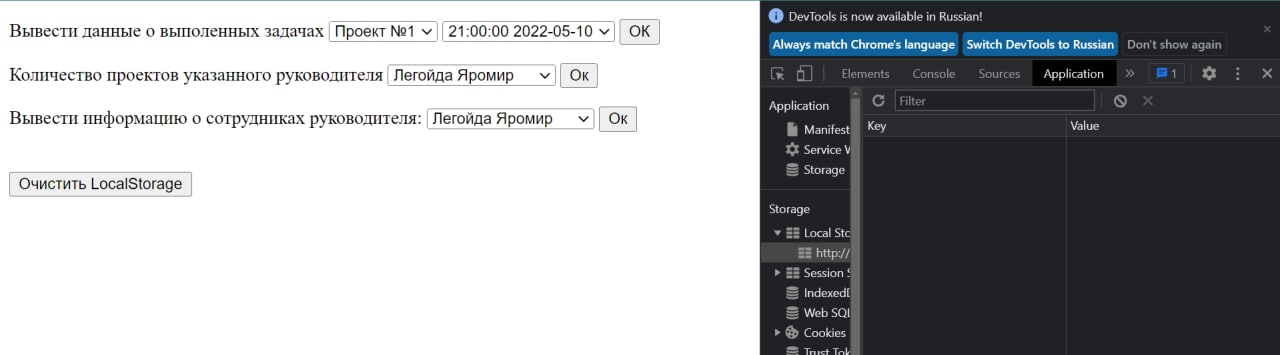 Вывести данные о выполенных задачах Проект №1 21:00:00 2022-05-10 ОК
Количество проектов указанного руководителя Легойда Яромир Ок
Вывести информацию о сотрудниках руководителя: Легойда Яромир Ок
Очистить LocalStorage
DevTools is now available in Russian!
Always match Chrome's language Switch DevTools to Russian Don't show again
Elements Console Sources Application » 1
Application
Filter
Key Value
Manifest
Service W
Storage
Storage
Local Sto
http://
Session S
IndexedD
Web SQL
Cookies
Trust Tok